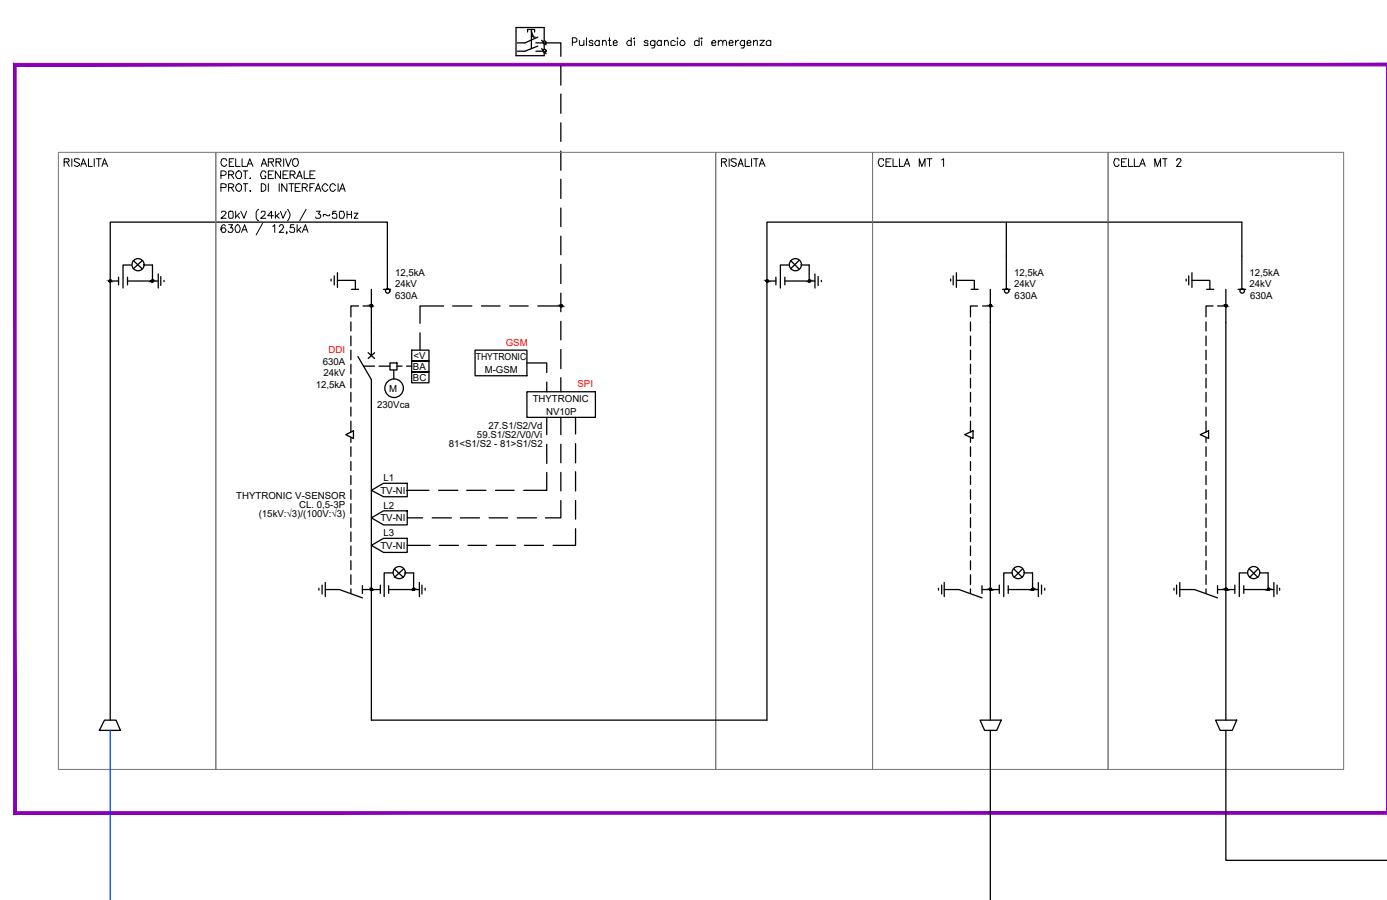 Pulsante di sgancio di emergenza
RISALITA
CELLA ARRIVO
PROT. GENERALE
PROT. DI INTERFACCIA
20kV (24kV) / 3~50Hz
630A / 12,5kA
12,5kA
24kV
630A
DDI
630A
24kV
12,5kA
<V
BA
BC
M
230Vca
GSM
THYTRONIC
M-GSM
SPI
THYTRONIC
NV10P
27.S1/S2/Vd
59.S1/S2/V0/Vi
81<S1/S2 - 81>S1/S2
THYTRONIC V-SENSOR
CL. 0,5-3P
(15kV:√3)/(100V:√3)
L1
TV-NI
L2
TV-NI
L3
TV-NI
RISALITA
CELLA MT 1
12,5kA
24kV
630A
CELLA MT 2
12,5kA
24kV
630A